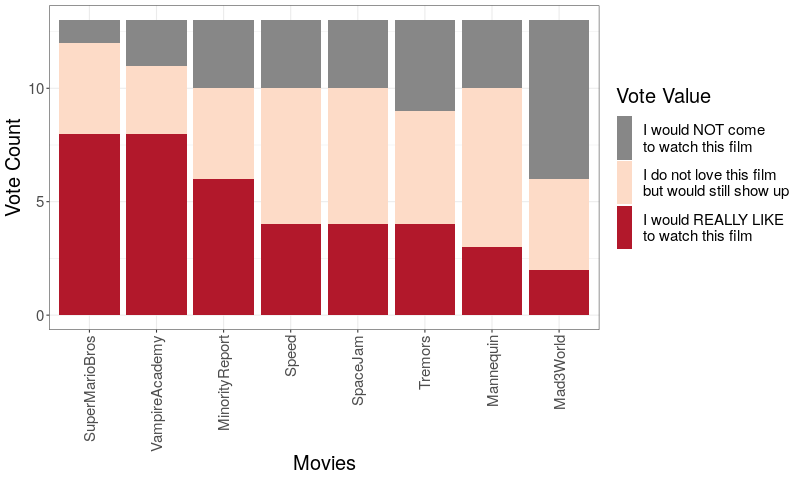 Vote Count
10
5
0
SuperMarioBros
VampireAcademy
MinorityReport
Speed
SpaceJam
Tremors
Mannequin
Mad3World
Movies
Vote Value
I would NOT come
to watch this film
I do not love this film
but would still show up
I would REALLY LIKE
to watch this film